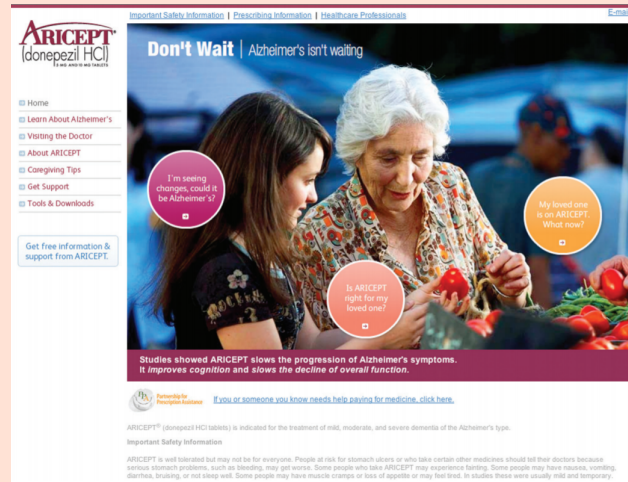 Important Safety Information | Prescribing Information | Healthcare Professionals
E-mai
ARICEPT®
(donepezil HCl)
5 MG AND 10 MG TABLETS
Don't Wait | Alzheimer's isn't waiting
Home
Learn About Alzheimer's
Visiting the Doctor
About ARICEPT
Caregiving Tips
Get Support
Tools & Downloads
Get free information &
support from ARICEPT.
I'm seeing
changes, could it
be Alzheimer's?
Is ARICEPT
right for my
loved one?
My loved one
is on ARICEPT.
What now?
Studies showed ARICEPT slows the progression of Alzheimer's symptoms.
It improves cognition and slows the decline of overall function.
Partnership for
Prescription Assistance
If you or someone you know needs help paying for medicine, click here.
ARICEPT® (donepezil HCl tablets) is indicated for the treatment of mild, moderate, and severe dementia of the Alzheimer's type.
Important Safety Information
ARICEPT is well tolerated but may not be for everyone. People at risk for stomach ulcers or who take certain other medicines should tell their doctors because
serious stomach problems, such as bleeding, may get worse. Some people who take ARICEPT may experience fainting. Some people may have nausea, vomiting,
diarrhea, bruising, or not sleep well. Some people may have muscle cramps or loss of appetite or may feel tired. In studies these were usually mild and temporary.